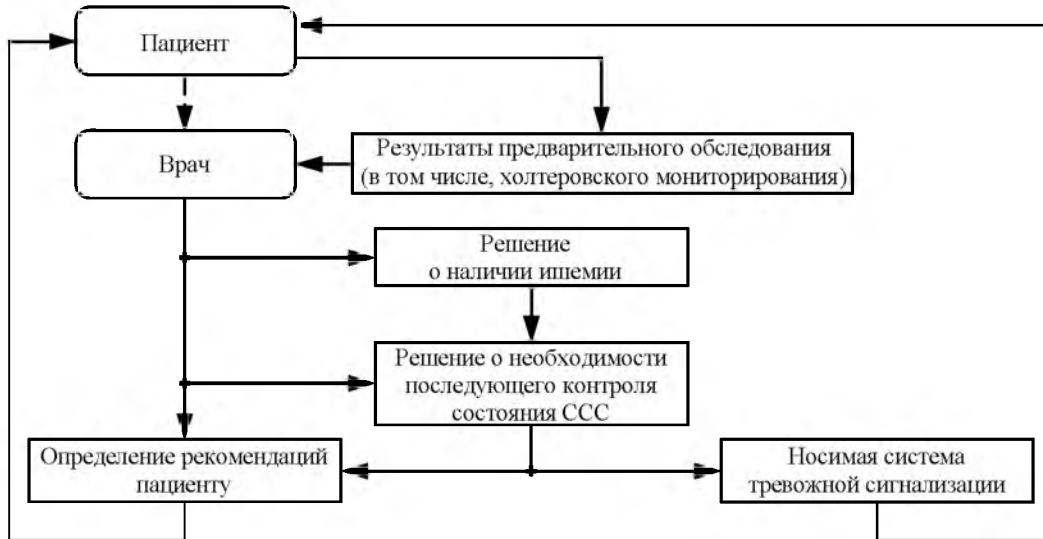 Пациент
Врач
Результаты предварительного обследования
(в том числе, холтеровского мониторирования)
Решение
о наличии ишемии
Решение о необходимости
последующего контроля
состояния ССС
Определение рекомендаций
пациенту
Носимая система
тревожной сигнализации